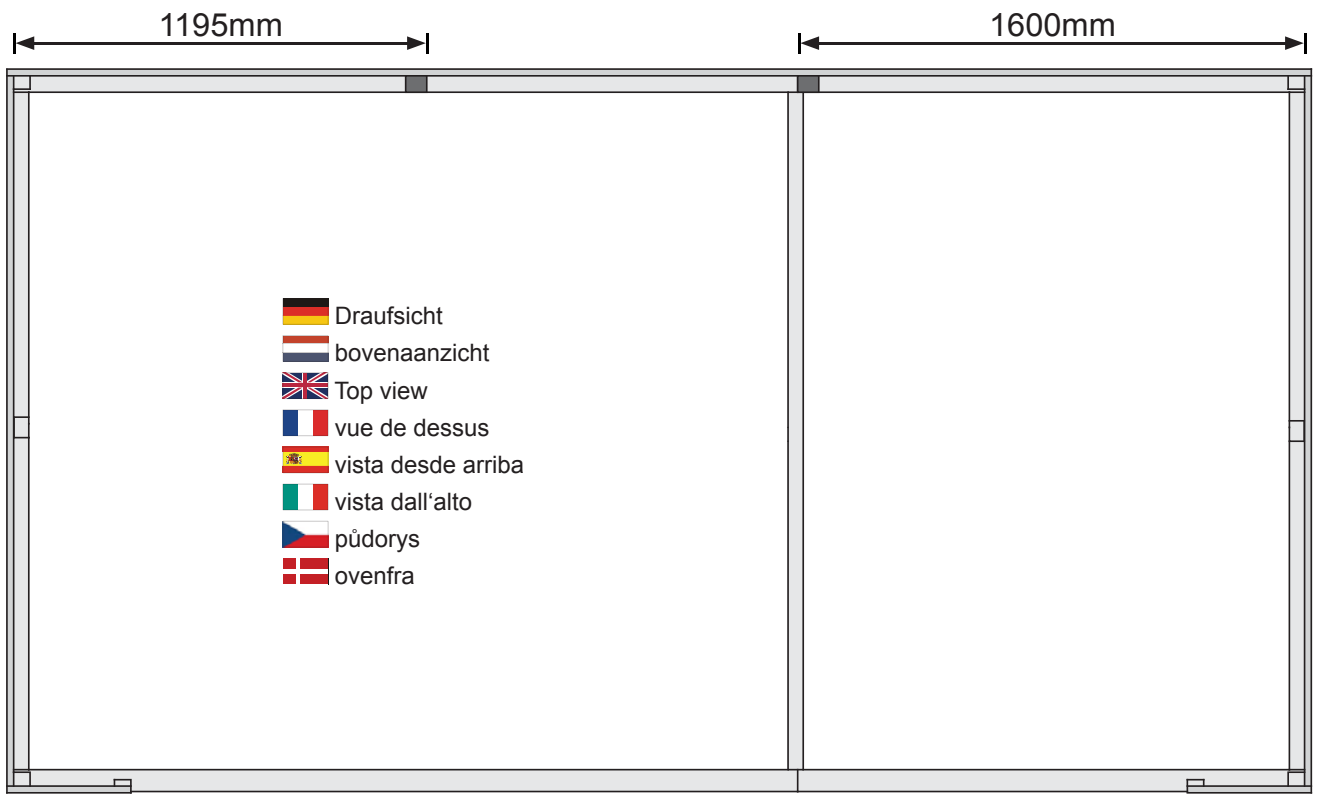 1195mm
1600mm
Draufsicht
bovenaanzicht
Top view
vue de dessus
vista desde arriba
vista dall‘alto
půdorys
ovenfra